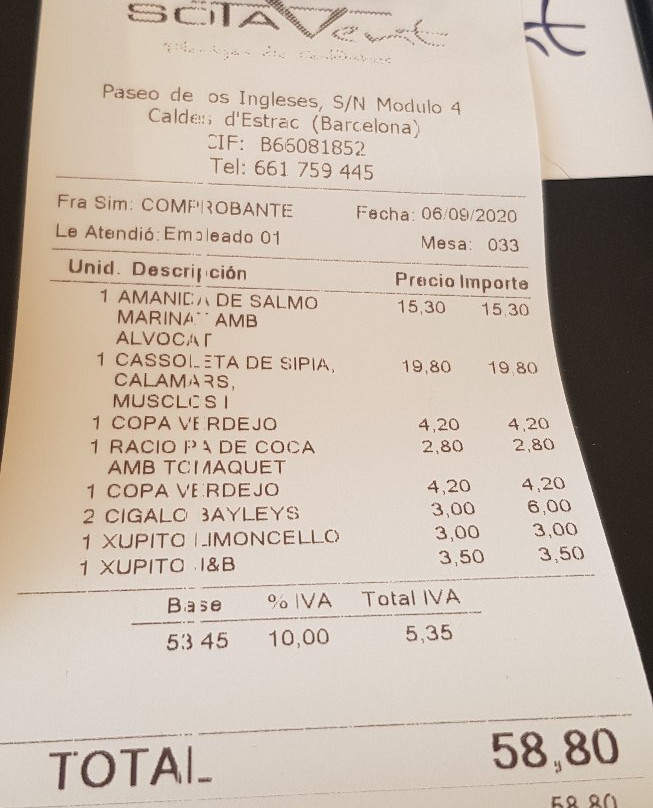 SOTAVent
Paseo de os Ingleses, S/N Modulo 4
Caldes d'Estrac (Barcelona)
CIF: B66081852
Tel: 661 759 445
Fra Sim: COMPROBANTE Fecha: 06/09/2020
Le Atendió: Empleado 01 Mesa: 033
Unid. Descripción Precio Importe
1 AMANIDA DE SALMO 15,30 15,30
MARINAT AMB
ALVOCAT
1 CASSOLETA DE SIPIA, 19,80 19,80
CALAMARS,
MUSCLOS I
1 COPA VERDEJO 4,20 4,20
1 RACIO PA DE COCA 2,80 2,80
AMB TOMAQUET
1 COPA VERDEJO 4,20 4,20
2 CIGALO BAYLEYS 3,00 6,00
1 XUPITO LIMONCELLO 3,00 3,00
1 XUPITO I&B 3,50 3,50
Base % IVA Total IVA
53,45 10,00 5,35
TOTAL 58,80
58,80